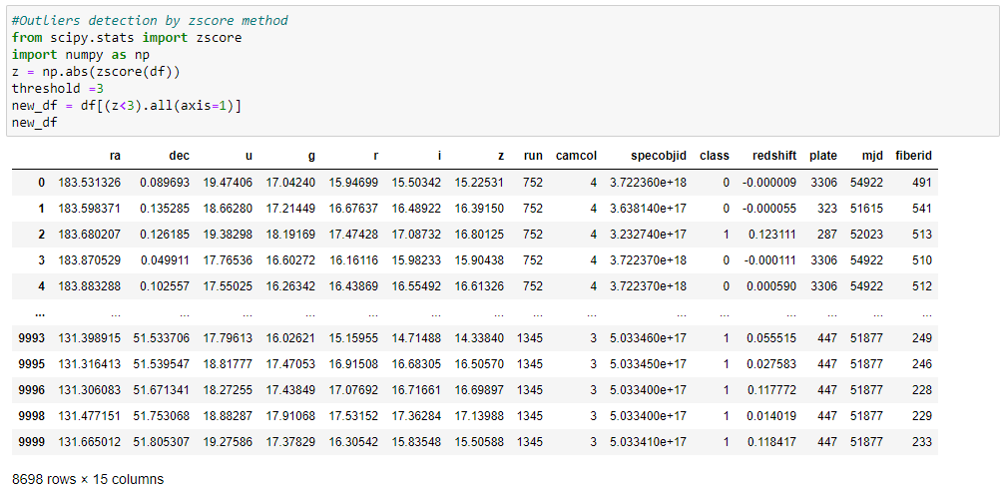 #Outliers detection by zscore method
from scipy.stats import zscore
import numpy as np
z = np.abs(zscore(df))
threshold =3
new_df = df[(z<3).all(axis=1)]
new_df
ra dec u g r i z run camcol specobjid class redshift plate mjd fiberid
0 183.531326 0.089693 19.47406 17.04240 15.94699 15.50342 15.22531 752 4 3.722360e+18 0 -0.000009 3306 54922 491
1 183.598371 0.135285 18.66280 17.21449 16.67637 16.48922 16.39150 752 4 3.638140e+17 0 -0.000055 323 51615 541
2 183.680207 0.126185 19.38298 18.19169 17.47428 17.08732 16.80125 752 4 3.232740e+17 1 0.123111 287 52023 513
3 183.870529 0.049911 17.76536 16.60272 16.16116 15.98233 15.90438 752 4 3.722370e+18 0 -0.000111 3306 54922 510
4 183.883288 0.102557 17.55025 16.26342 16.43869 16.55492 16.61326 752 4 3.722370e+18 0 0.000590 3306 54922 512
... ... ... ... ... ... ... ... ... ... ... ... ... ... ... ...
9993 131.398915 51.533706 17.79613 16.02621 15.15955 14.71488 14.33840 1345 3 5.033460e+17 1 0.055515 447 51877 249
9995 131.316413 51.539547 18.81777 17.47053 16.91508 16.68305 16.50570 1345 3 5.033450e+17 1 0.027583 447 51877 246
9996 131.306083 51.671341 18.27255 17.43849 17.07692 16.71661 16.69897 1345 3 5.033400e+17 1 0.117772 447 51877 228
9998 131.477151 51.753068 18.88287 17.91068 17.53152 17.36284 17.13988 1345 3 5.033400e+17 1 0.014019 447 51877 229
9999 131.665012 51.805307 19.27586 17.37829 16.30542 15.83548 15.50588 1345 3 5.033410e+17 1 0.118417 447 51877 233
8698 rows × 15 columns